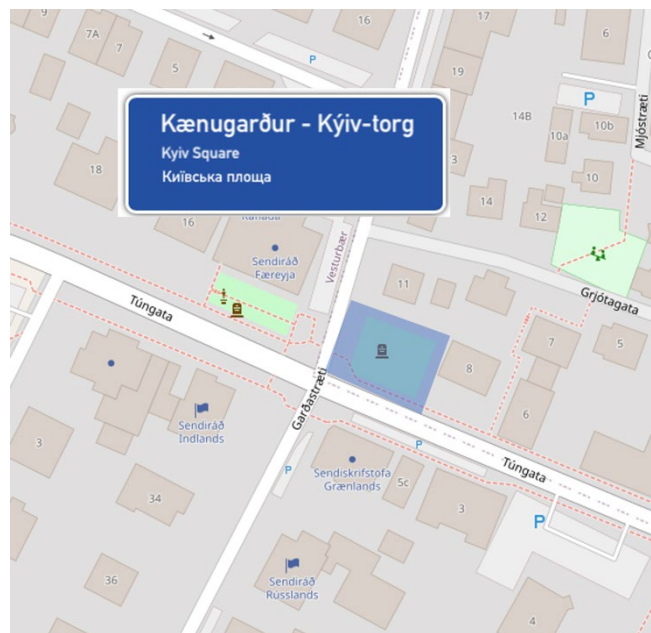 9
7A
7
5
P
16
17
6
19
Kænugarður - Kýiv-torg
Kyiv Square
Київська площа
P
14B
10a
10b
Mjóstræti
3
18
10
14
12
16
Kanada
Vesturbær
Sendiráð
Færeyja
11
Grjótagata
Túngata
7
5
8
6
Garðastræti
Sendiráð
Indlands
3
P
Túngata
P
Sendiskrifstofa
Grænlands
5c
3
34
P
36
Sendiráð
Rússlands
4